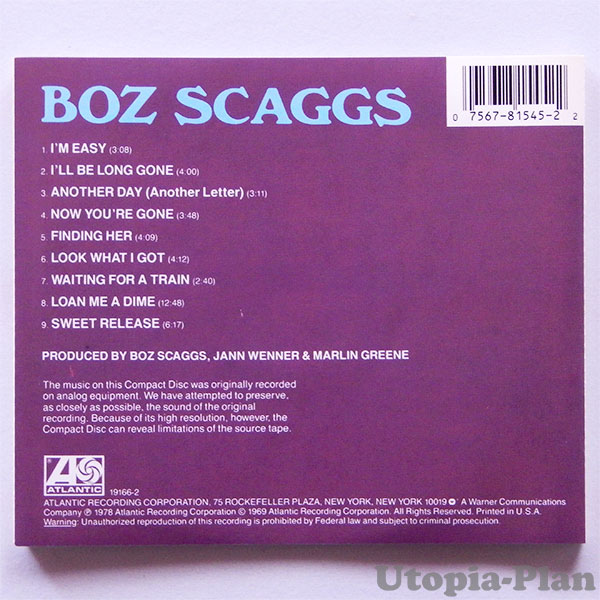 BOZ SCAGGS
0 7567-81545-2 2
1. I'M EASY (3:08)
2. I'LL BE LONG GONE (4:00)
3. ANOTHER DAY (Another Letter) (3:11)
4. NOW YOU'RE GONE (3:48)
5. FINDING HER (4:09)
6. LOOK WHAT I GOT (4:12)
7. WAITING FOR A TRAIN (2:40)
8. LOAN ME A DIME (12:48)
9. SWEET RELEASE (6:17)
PRODUCED BY BOZ SCAGGS, JANN WENNER & MARLIN GREENE
The music on this Compact Disc was originally recorded
on analog equipment. We have attempted to preserve,
as closely as possible, the sound of the original
recording. Because of its high resolution, however, the
Compact Disc can reveal limitations of the source tape.
ATLANTIC
19166-2
ATLANTIC RECORDING CORPORATION, 75 ROCKEFELLER PLAZA, NEW YORK, NEW YORK 10019 A Warner Communications
Company ℗ 1978 Atlantic Recording Corporation © 1969 Atlantic Recording Corporation. All Rights Reserved. Printed in U.S.A.
Warning: Unauthorized reproduction of this recording is prohibited by Federal law and subject to criminal prosecution.
Utopia-Plan